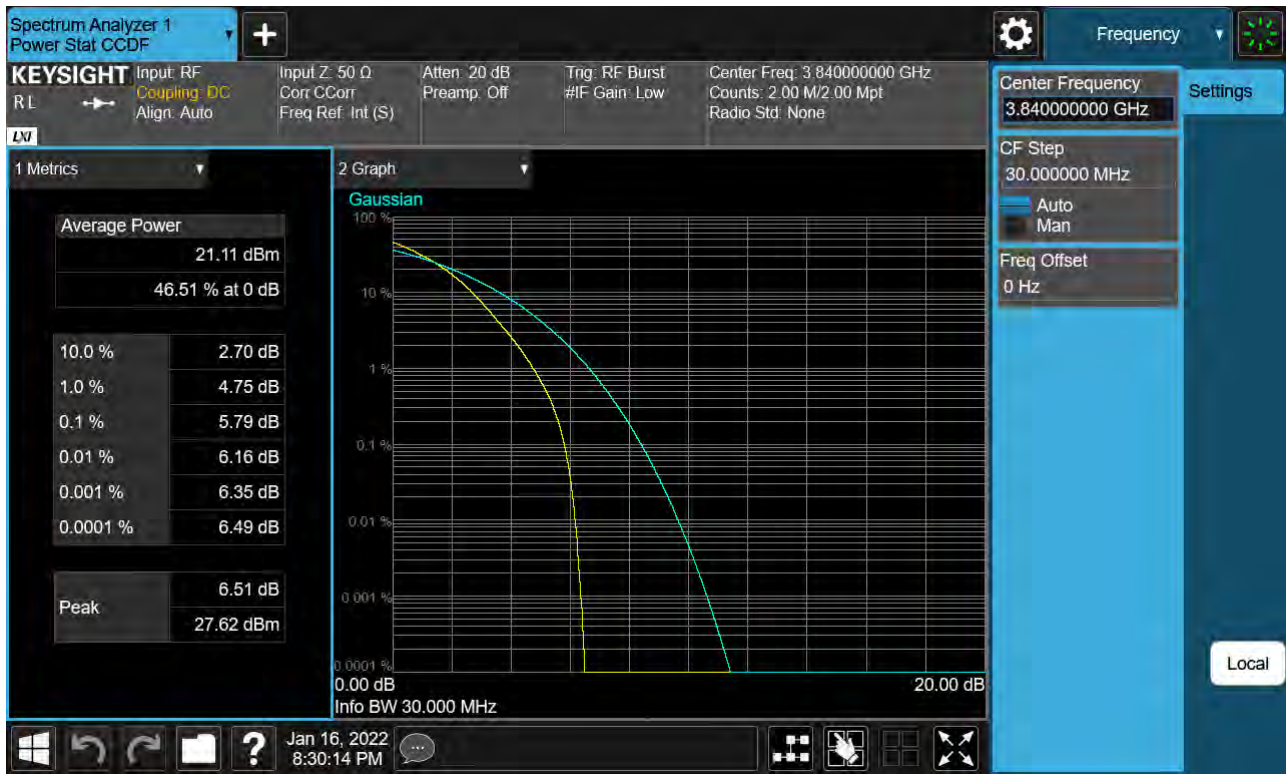 Spectrum Analyzer 1
Power Stat CCDF
Frequency
KEYSIGHT
R L
LXI
Input: RF
Coupling: DC
Align: Auto
Input Z: 50 Ω
Corr CCorr
Freq Ref: Int (S)
Atten: 20 dB
Preamp: Off
Trig: RF Burst
#IF Gain: Low
Center Freq: 3.840000000 GHz
Counts: 2.00 M/2.00 Mpt
Radio Std: None
Center Frequency
3.840000000 GHz
Settings
CF Step
30.000000 MHz
Auto
Man
Freq Offset
0 Hz
Local
1 Metrics
Average Power
21.11 dBm
46.51 % at 0 dB
10.0 % 2.70 dB
1.0 % 4.75 dB
0.1 % 5.79 dB
0.01 % 6.16 dB
0.001 % 6.35 dB
0.0001 % 6.49 dB
Peak
6.51 dB
27.62 dBm
2 Graph
Gaussian
100 %
10 %
1 %
0.1 %
0.01 %
0.001 %
0.0001 %
0.00 dB 20.00 dB
Info BW 30.000 MHz
?
Jan 16, 2022
8:30:14 PM